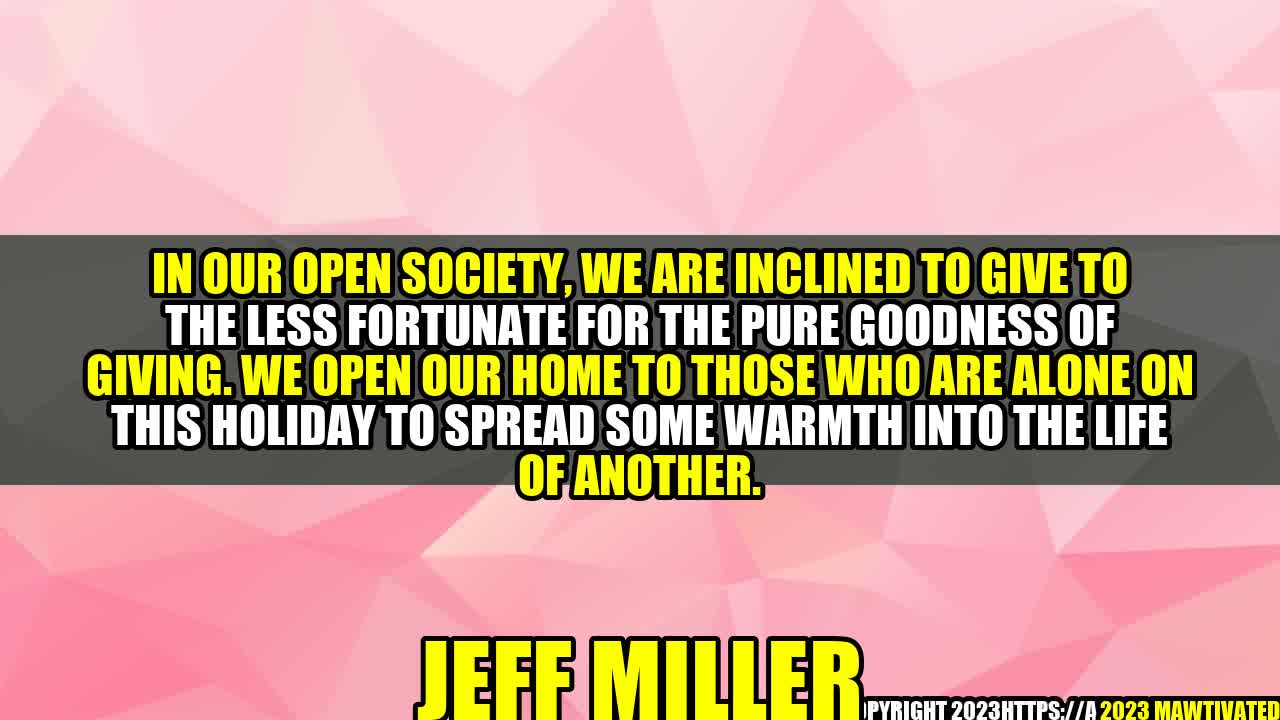 IN OUR OPEN SOCIETY, WE ARE INCLINED TO GIVE TO
THE LESS FORTUNATE FOR THE PURE GOODNESS OF
GIVING. WE OPEN OUR HOME TO THOSE WHO ARE ALONE ON
THIS HOLIDAY TO SPREAD SOME WARMTH INTO THE LIFE
OF ANOTHER.
JEFF MILLER
OPYRIGHT 2023HTTPS://A 2023 MAWTIVATED